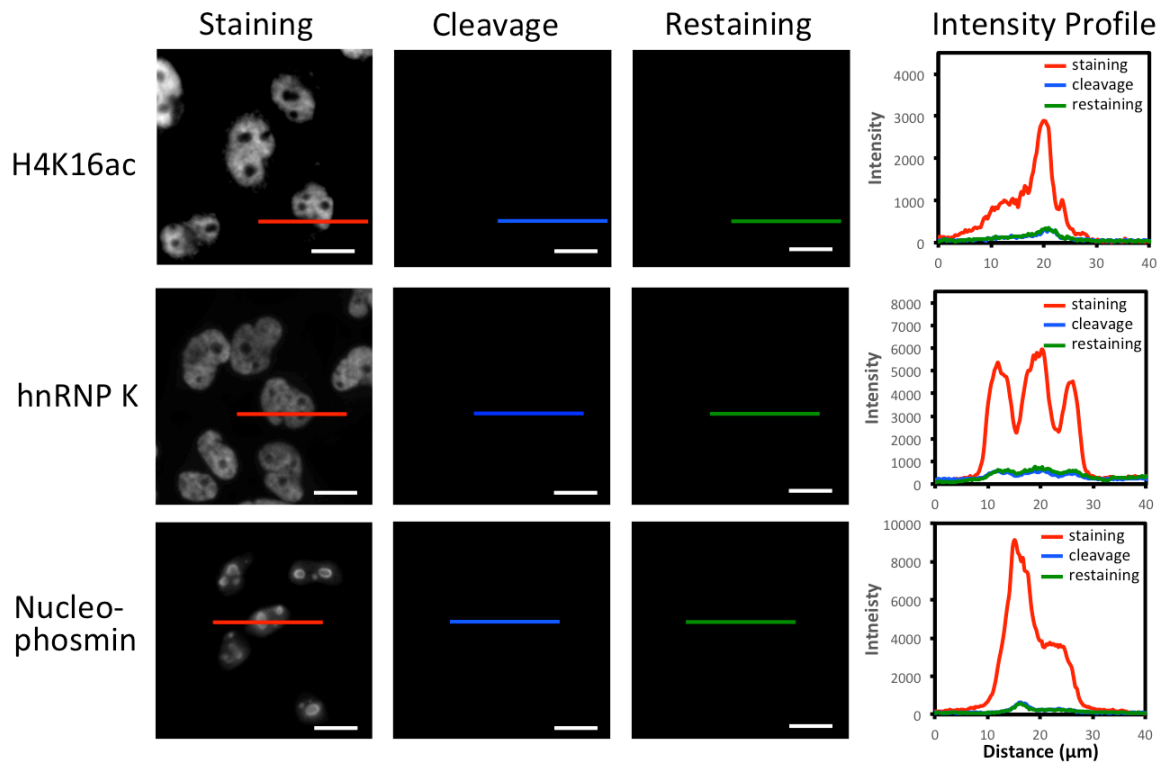 Staining Cleavage Restaining Intensity Profile
H4K16ac
Intensity
4000
3000
2000
1000
0
staining
cleavage
restaining
0 10 20 30 40
hnRNP K
Intensity
8000
7000
6000
5000
4000
3000
2000
1000
0
staining
cleavage
restaining
0 10 20 30 40
Nucleo-
phosmin
Intneisty
10000
8000
6000
4000
2000
0
staining
cleavage
restaining
0 10 20 30 40
Distance (μm)